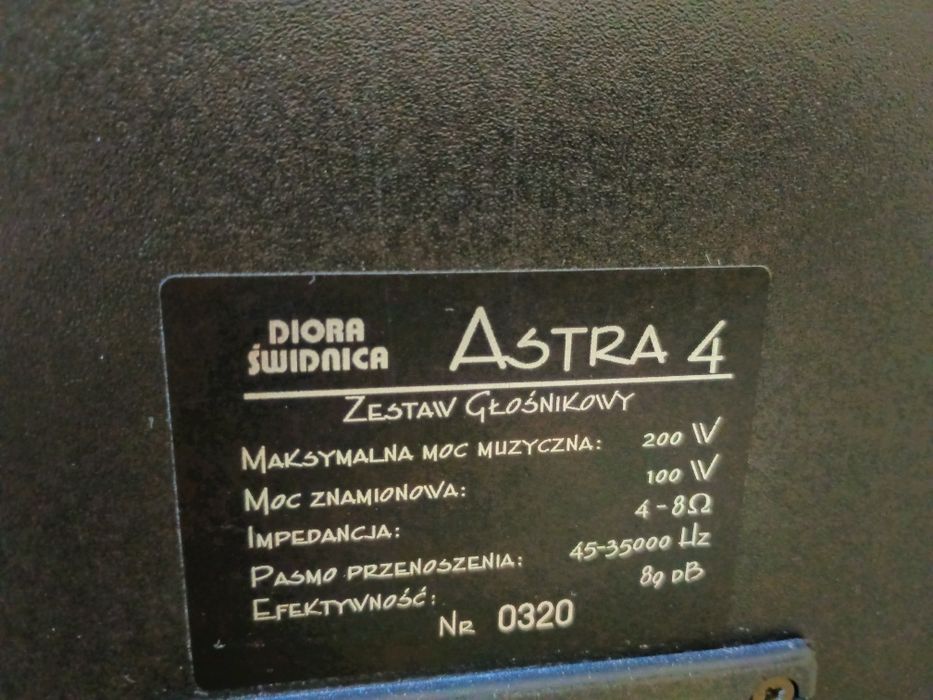 DIORA
ŚWIDNICA
ASTRA 4
ZESTAW GŁOŚNIKOWY
MAKSYMALNA MOC MUZYCZNA: 200 W
MOC ZNAMIONOWA: 100 W
IMPEDANCJA: 4-8Ω
PASMO PRZENOSZENIA: 45-35000 Hz
EFEKTYWNOŚĆ: 89 DB
NR 0320